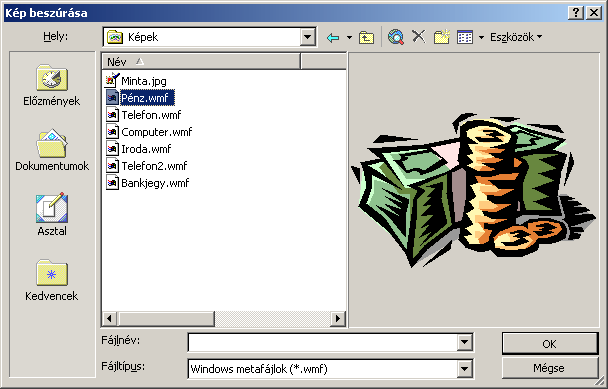 Kép beszúrása
Hely:
Képek
Eszközök
Előzmények
Dokumentumok
Asztal
Kedvencek
Név
Minta.jpg
Pénz.wmf
Telefon.wmf
Computer.wmf
Iroda.wmf
Telefon2.wmf
Bankjegy.wmf
Fájlnév:
OK
Fájltípus:
Windows metafájlok (*.wmf)
Mégse